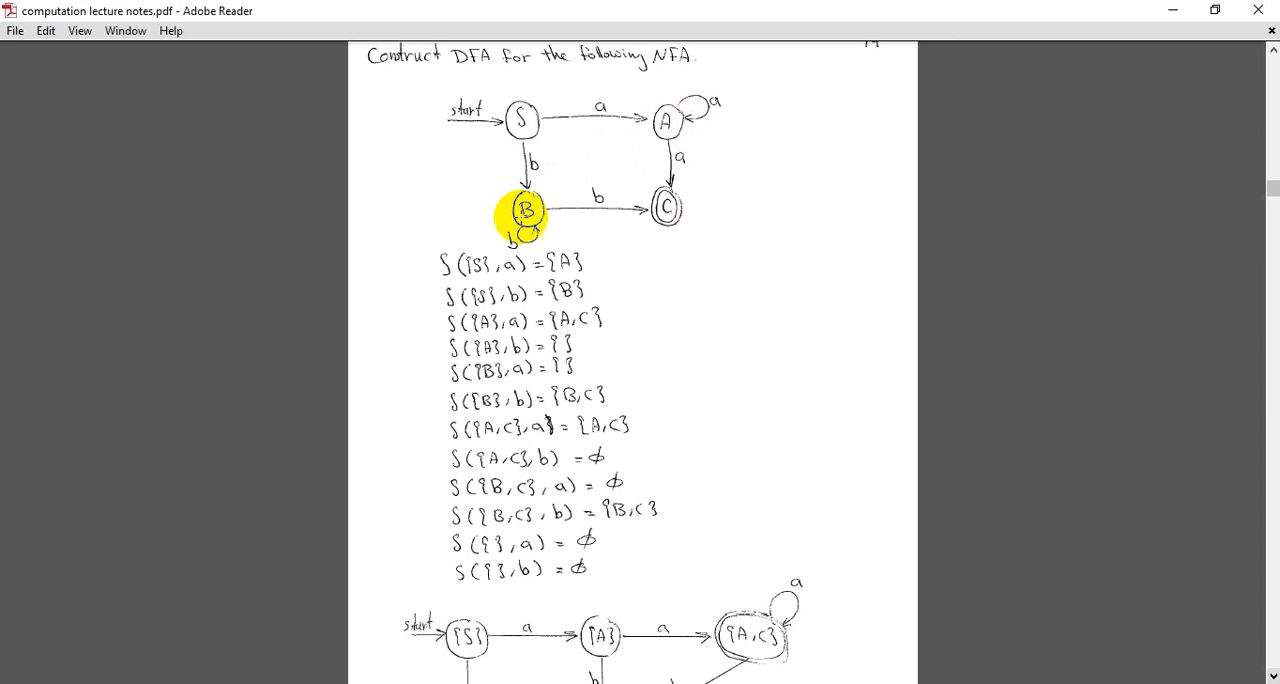 computation lecture notes.pdf - Adobe Reader
File Edit View Window Help
Construct DFA for the following NFA.
start S a A a
b a
B b C
b
δ({S}, a) = {A}
δ({S}, b) = {B}
δ({A}, a) = {A, C}
δ({A}, b) = { }
δ({B}, a) = { }
δ({B}, b) = {B, C}
δ({A, C}, a) = {A, C}
δ({A, C}, b) = ϕ
δ({B, C}, a) = ϕ
δ({B, C}, b) = {B, C}
δ({ }, a) = ϕ
δ({ }, b) = ϕ
a
start {S} a {A} a {A, C}
b